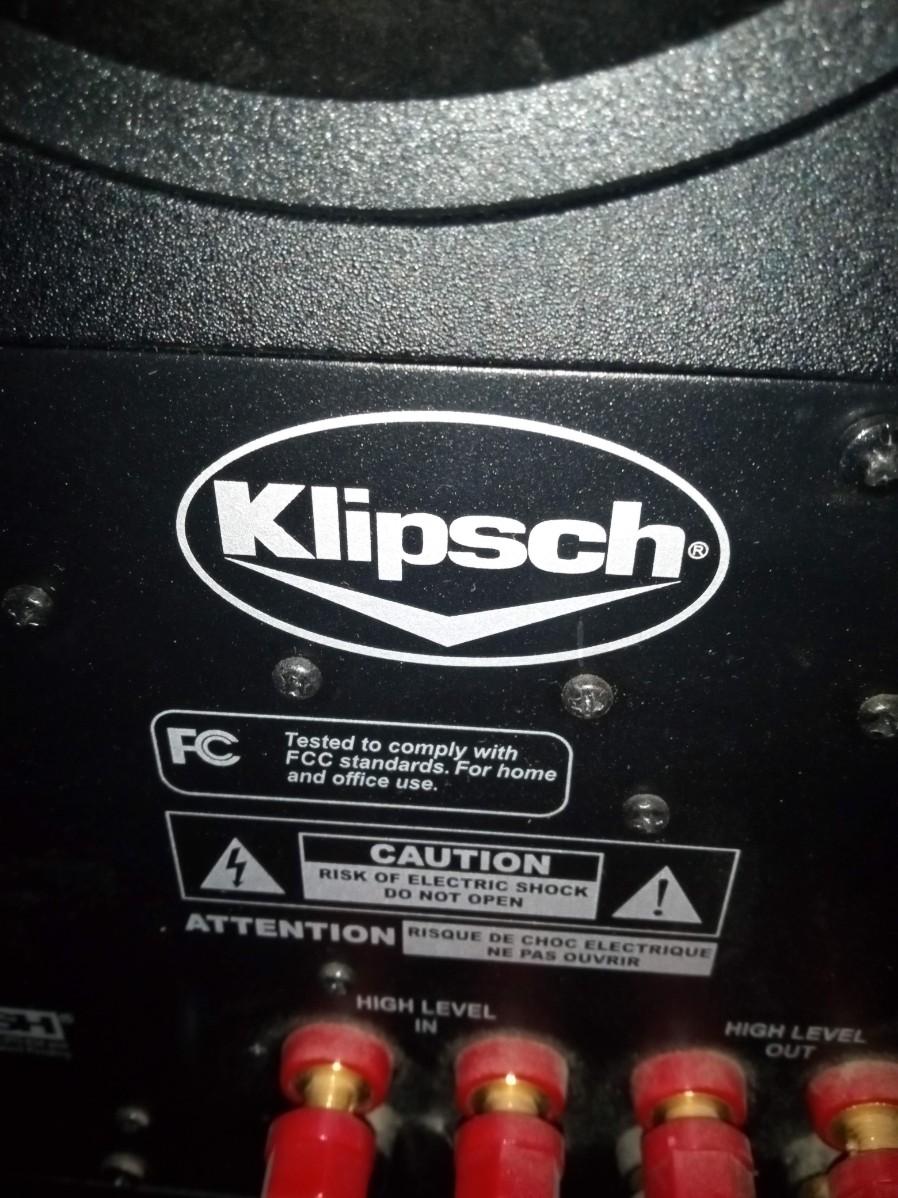 Klipsch®
FC Tested to comply with
FCC standards. For home
and office use.
CAUTION
RISK OF ELECTRIC SHOCK
DO NOT OPEN
ATTENTION RISQUE DE CHOC ELECTRIQUE
NE PAS OUVRIR
HIGH LEVEL
IN
HIGH LEVEL
OUT